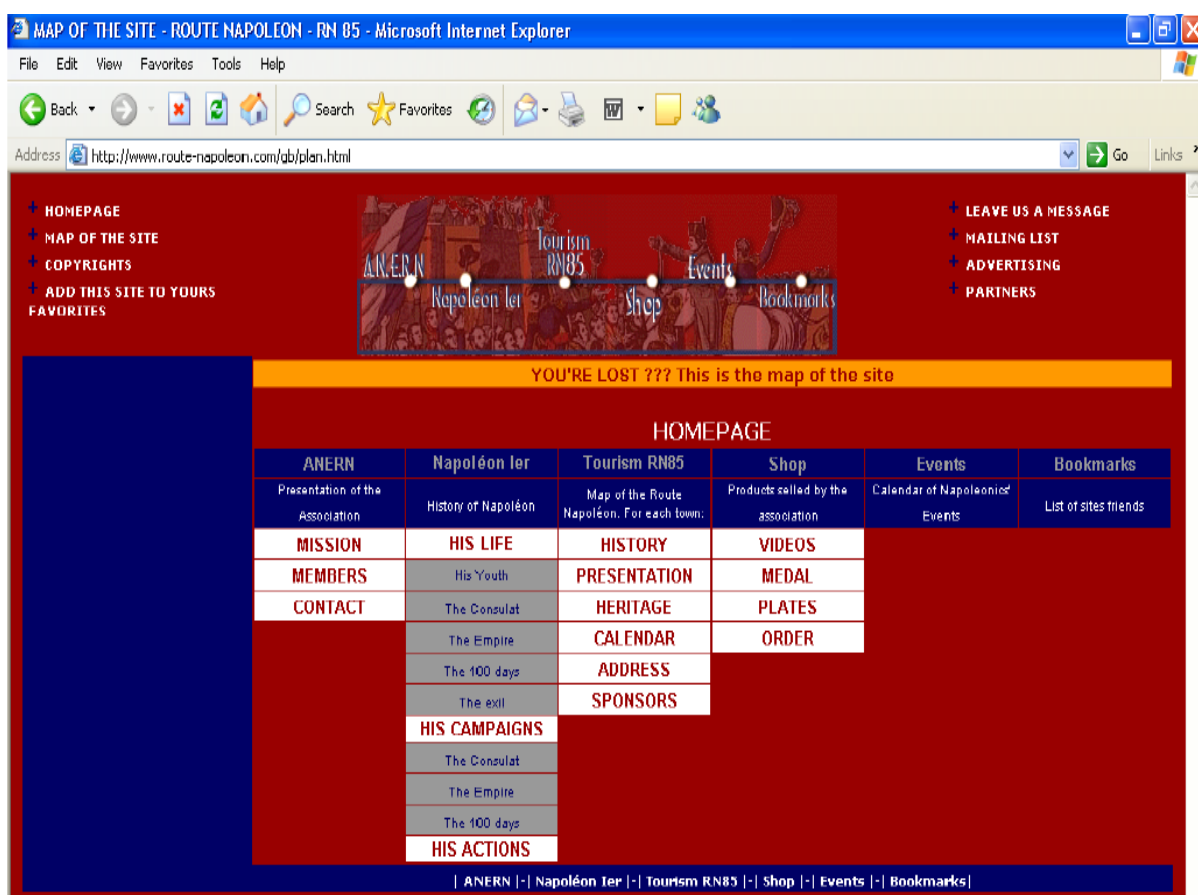 MAP OF THE SITE - ROUTE NAPOLEON - RN 85 - Microsoft Internet Explorer
File Edit View Favorites Tools Help
Back Search Favorites
Address http://www.route-napoleon.com/gb/plan.html Go Links
HOMEPAGE
MAP OF THE SITE
COPYRIGHTS
ADD THIS SITE TO YOURS
FAVORITES
A.N.E.R.N
Napoléon Ier
Tourism
RN85
Shop
Events
Bookmarks
LEAVE US A MESSAGE
MAILING LIST
ADVERTISING
PARTNERS
YOU'RE LOST ??? This is the map of the site
HOMEPAGE
ANERN Napoléon Ier Tourism RN85 Shop Events Bookmarks
Presentation of the
Association
History of Napoléon
Map of the Route
Napoléon. For each town:
Products selled by the
association
Calendar of Napoleonics'
Events
List of sites friends
MISSION HIS LIFE HISTORY VIDEOS
MEMBERS His Youth PRESENTATION MEDAL
CONTACT The Consulat HERITAGE PLATES
The Empire CALENDAR ORDER
The 100 days ADDRESS
The exil SPONSORS
HIS CAMPAIGNS
The Consulat
The Empire
The 100 days
HIS ACTIONS
| ANERN |-| Napoléon Ier |-| Tourism RN85 |-| Shop |-| Events |-| Bookmarks|